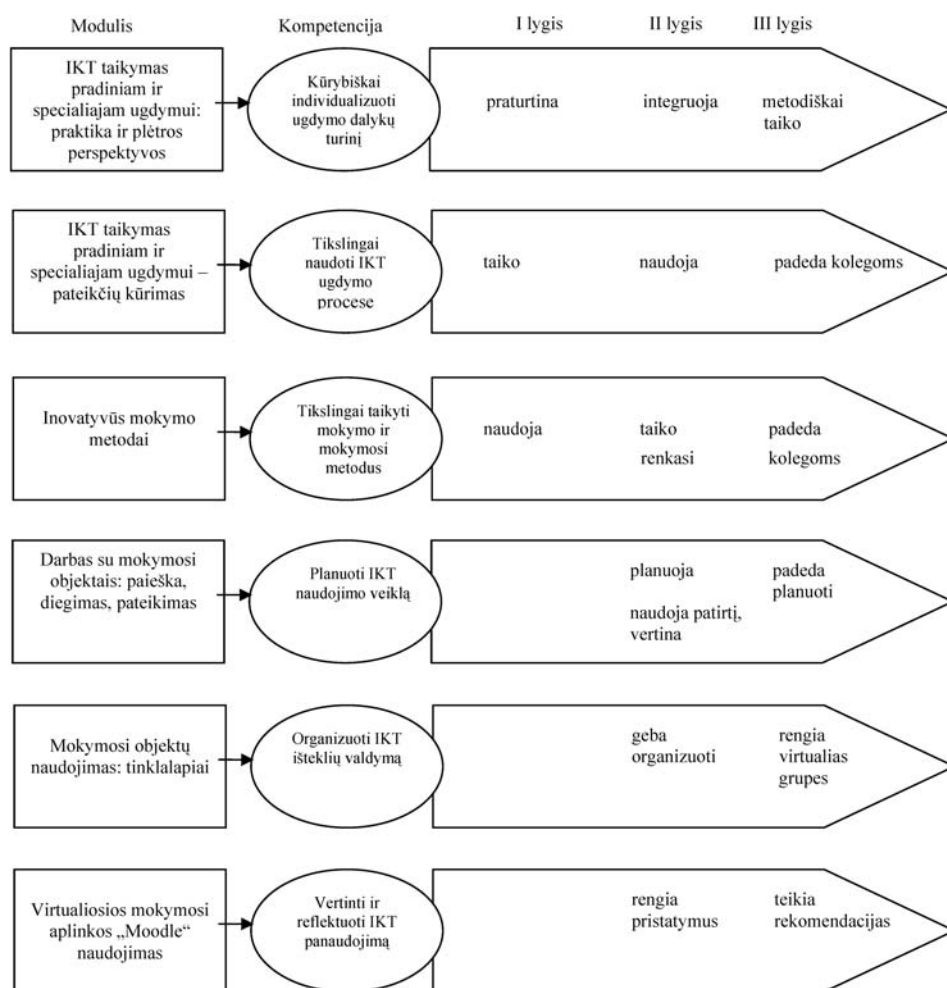 Modulis
Kompetencija
I lygis
II lygis
III lygis
IKT taikymas
pradiniam ir
specialiajam ugdymui:
praktika ir plėtros
perspektyvos
Kūrybiškai
individualizuoti
ugdymo dalykų
turinį
praturtina
integruoja
metodiškai
taiko
IKT taikymas
pradiniam ir
specialiajam ugdymui –
pateikčių kūrimas
Tikslingai
naudoti IKT
ugdymo
procese
taiko
naudoja
padeda kolegoms
Inovatyvūs mokymo
metodai
Tikslingai taikyti
mokymo ir
mokymosi
metodus
naudoja
taiko
renkasi
padeda
kolegoms
Darbas su mokymosi
objektais: paieška,
diegimas, pateikimas
Planuoti IKT
naudojimo veiklą
planuoja
naudoja patirtį,
vertina
padeda
planuoti
Mokymosi objektų
naudojimas: tinklalapiai
Organizuoti IKT
išteklių valdymą
geba
organizuoti
rengia
virtualias
grupes
Virtualiosios mokymosi
aplinkos „Moodle“
naudojimas
Vertinti ir
reflektuoti IKT
panaudojimą
rengia
pristatymus
teikia
rekomendacijas